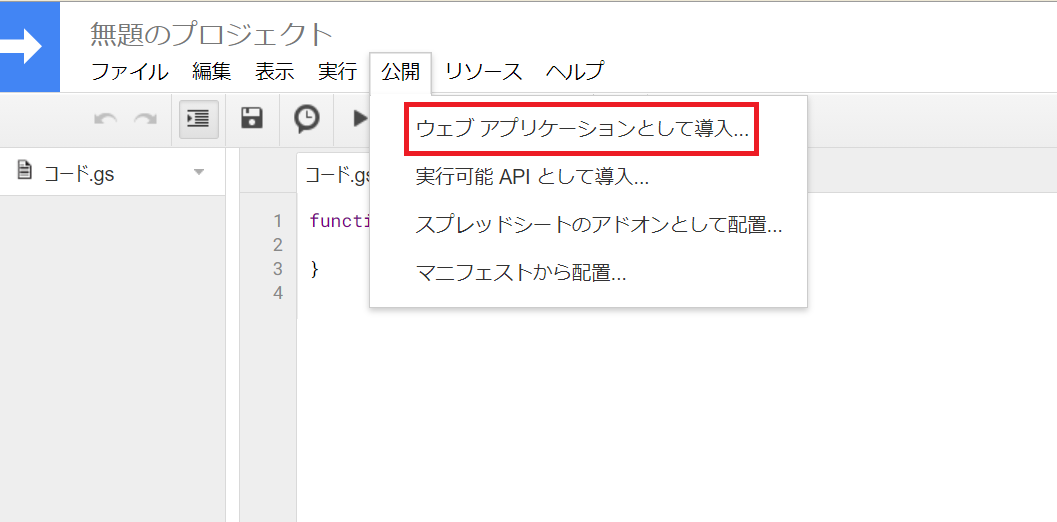 無題のプロジェクト
ファイル 編集 表示 実行 公開 リソース ヘルプ
ウェブ アプリケーションとして導入...
実行可能 API として導入...
スプレッドシートのアドオンとして配置...
マニフェストから配置...
コード.gs
コード.gs
1 functi
2
3 }
4